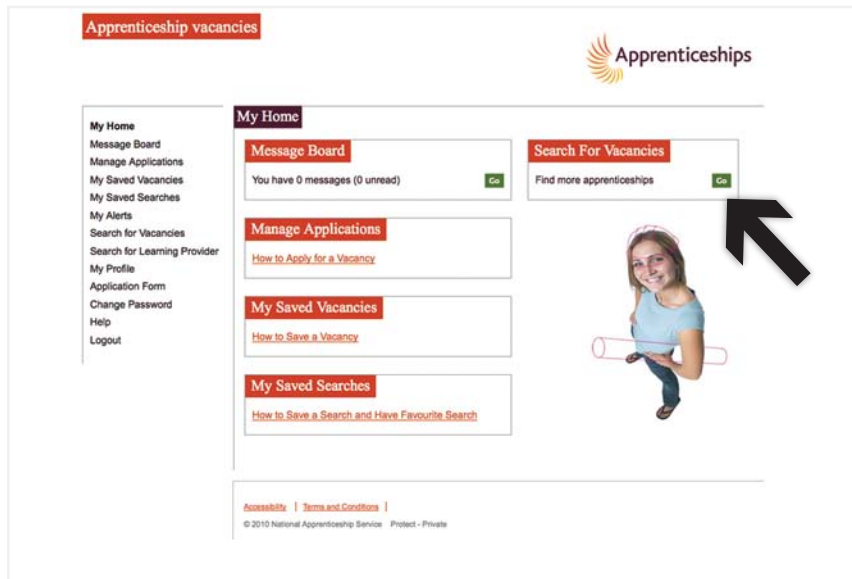 Apprenticeship vacancies
Apprenticeships
My Home
Message Board
Manage Applications
My Saved Vacancies
My Saved Searches
My Alerts
Search for Vacancies
Search for Learning Provider
My Profile
Application Form
Change Password
Help
Logout
My Home
Message Board
You have 0 messages (0 unread) Go
Search For Vacancies
Find more apprenticeships Go
Manage Applications
How to Apply for a Vacancy
My Saved Vacancies
How to Save a Vacancy
My Saved Searches
How to Save a Search and Have Favourite Search
Accessibility | Terms and Conditions |
© 2010 National Apprenticeship Service Protect - Private